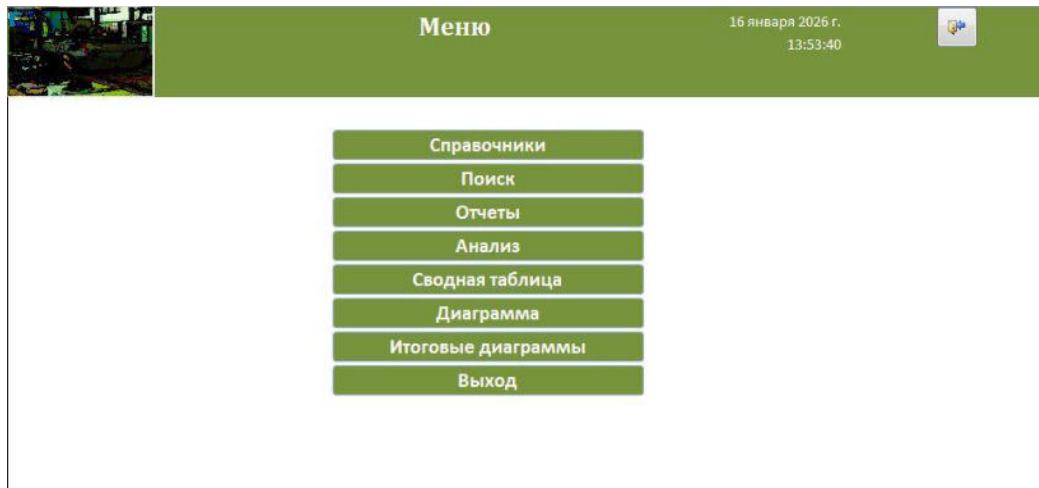 Меню
16 января 2026 г.
13:53:40
Справочники
Поиск
Отчеты
Анализ
Сводная таблица
Диаграмма
Итоговые диаграммы
Выход